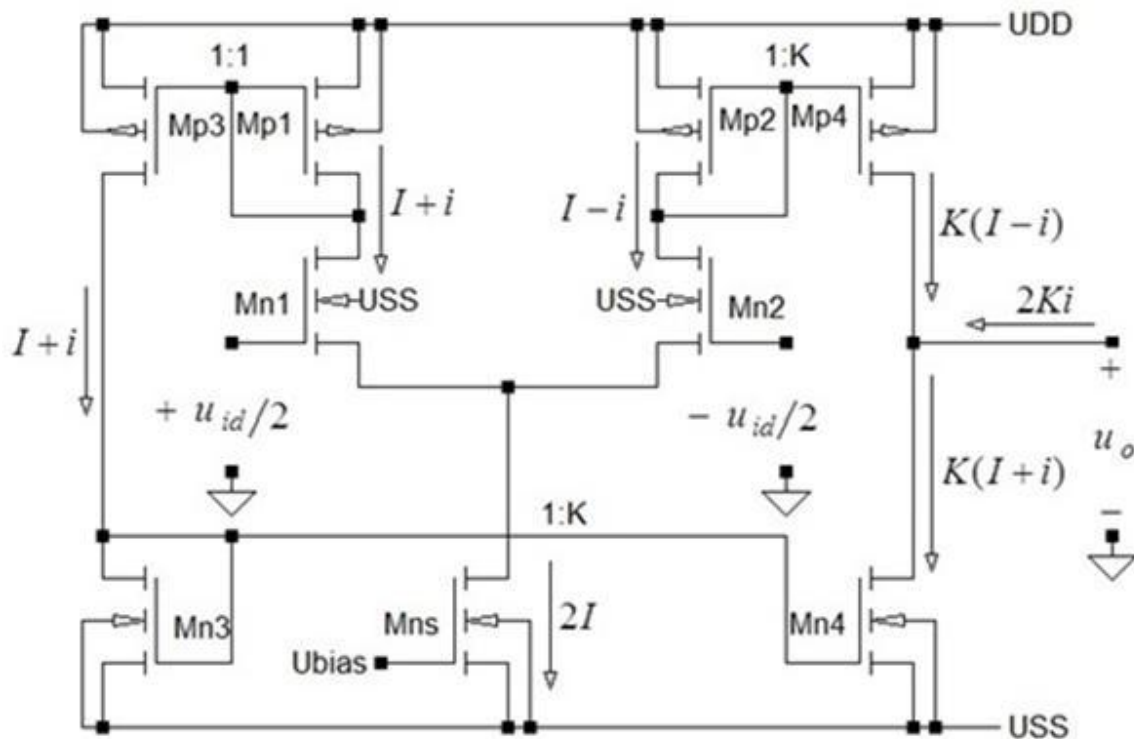 UDD
1:1
1:K
Mp3
Mp1
Mp2
Mp4
I + i
I − i
K(I − i)
Mn1
USS
USS
Mn2
2Ki
I + i
+
+ u_id/2
− u_id/2
u_o
K(I + i)
−
1:K
Mn3
Mns
2I
Mn4
Ubias
USS